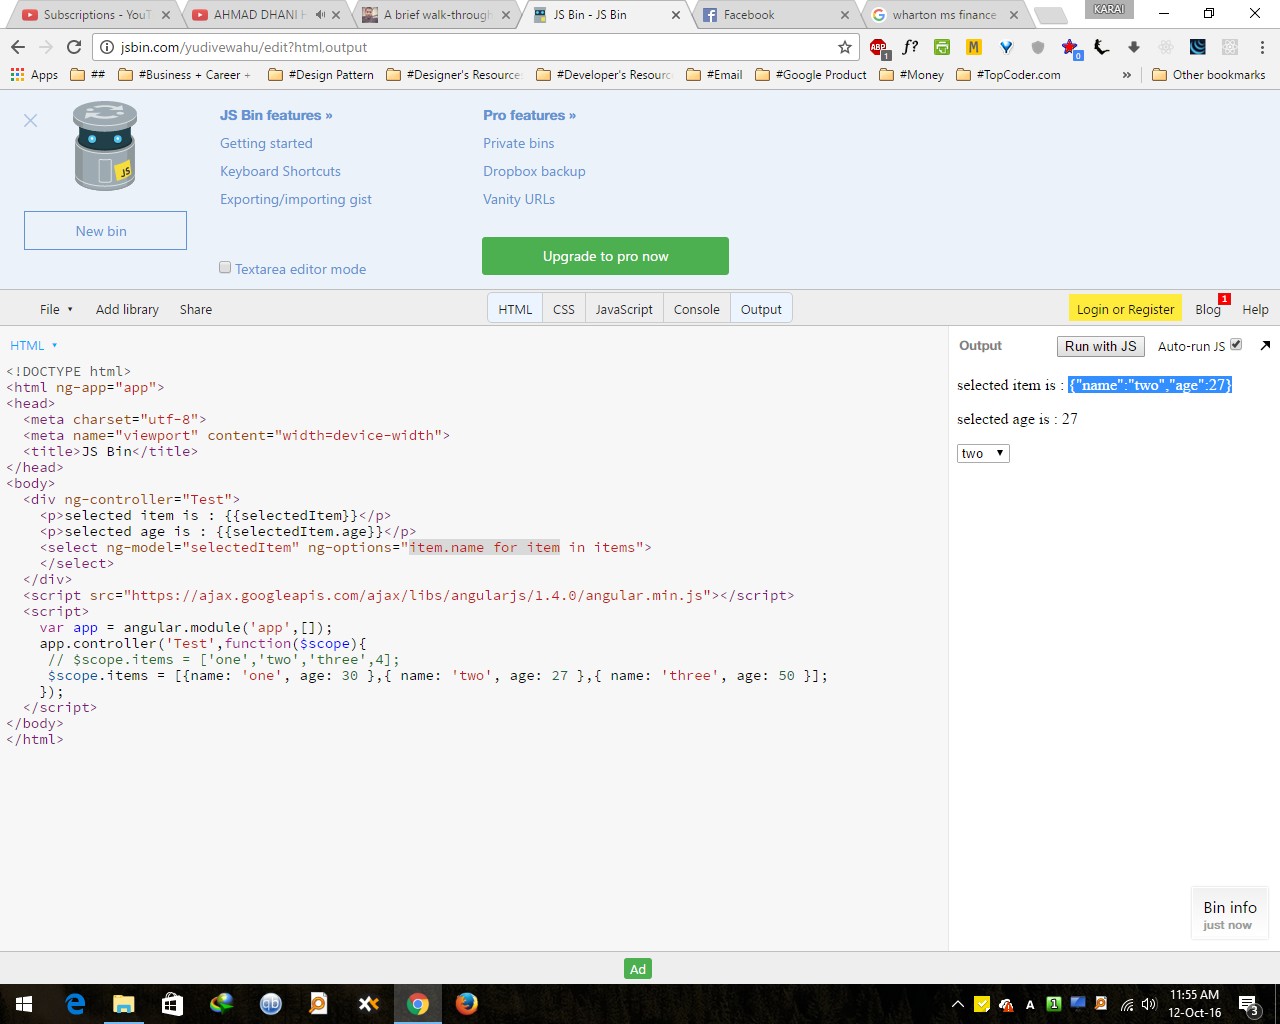 Subscriptions - YouT
AHMAD DHANI H
A brief walk-through
JS Bin - JS Bin
Facebook
wharton ms finance
KARAI
jsbin.com/yudivewahu/edit?html,output
ABP
1
f?
M
0
Apps
##
#Business + Career +
#Design Pattern
#Designer's Resource
#Developer's Resourc
#Email
#Google Product
#Money
#TopCoder.com
»
Other bookmarks
JS
New bin
JS Bin features »
Getting started
Keyboard Shortcuts
Exporting/importing gist
Textarea editor mode
Pro features »
Private bins
Dropbox backup
Vanity URLs
Upgrade to pro now
File
Add library
Share
HTML
CSS
JavaScript
Console
Output
Login or Register
Blog
1
Help
HTML
<!DOCTYPE html>
<html ng-app="app">
<head>
<meta charset="utf-8">
<meta name="viewport" content="width=device-width">
<title>JS Bin</title>
</head>
<body>
<div ng-controller="Test">
<p>selected item is : {{selectedItem}}</p>
<p>selected age is : {{selectedItem.age}}</p>
<select ng-model="selectedItem" ng-options="item.name for item in items">
</select>
</div>
<script src="https://ajax.googleapis.com/ajax/libs/angularjs/1.4.0/angular.min.js"></script>
<script>
var app = angular.module('app',[]);
app.controller('Test',function($scope){
// $scope.items = ['one','two','three',4];
$scope.items = [{name: 'one', age: 30 },{ name: 'two', age: 27 },{ name: 'three', age: 50 }];
});
</script>
</body>
</html>
Output
Run with JS
Auto-run JS
selected item is : {"name":"two","age":27}
selected age is : 27
two
Bin info
just now
Ad
qb
A
1
11:55 AM
12-Oct-16
3